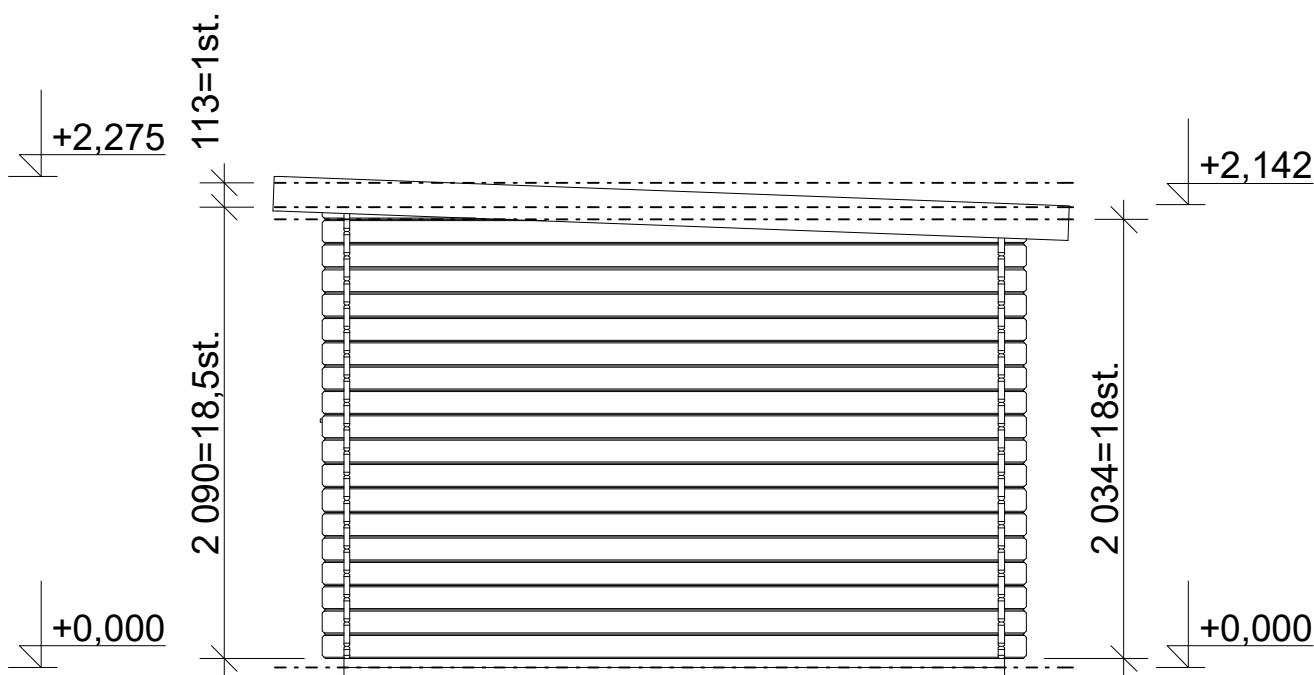 113=1st.
+2,275
+2,142
2 090=18,5st.
2 034=18st.
+0,000
+0,000